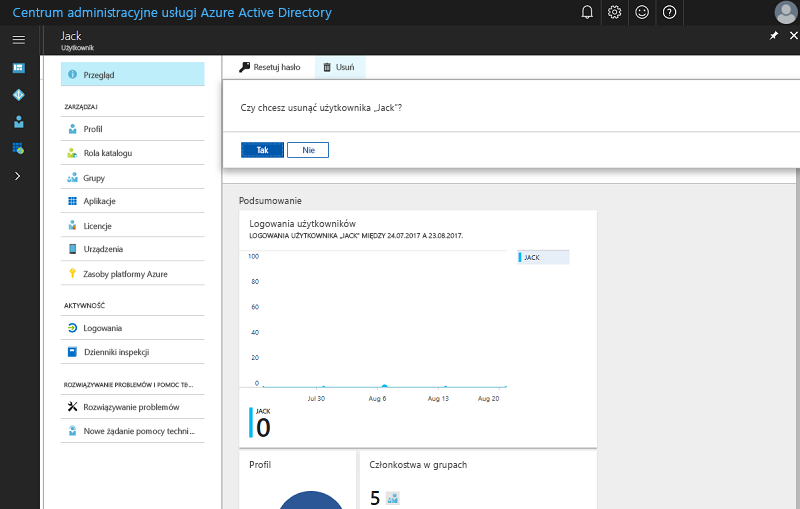 Centrum administracyjne usługi Azure Active Directory
Jack
Użytkownik
Przegląd
ZARZĄDZAJ
Profil
Rola katalogu
Grupy
Aplikacje
Licencje
Urządzenia
Zasoby platformy Azure
AKTYWNOŚĆ
Logowania
Dzienniki inspekcji
ROZWIĄZYWANIE PROBLEMÓW I POMOC TE...
Rozwiązywanie problemów
Nowe żądanie pomocy techni...
Resetuj hasło
Usuń
Czy chcesz usunąć użytkownika „Jack”?
Tak
Nie
Podsumowanie
Logowania użytkowników
LOGOWANIA UŻYTKOWNIKA „JACK” MIĘDZY 24.07.2017 A 23.08.2017.
100
80
60
40
20
0
Jul 30
Aug 6
Aug 13
Aug 20
JACK
JACK
0
Profil
Członkostwa w grupach
5